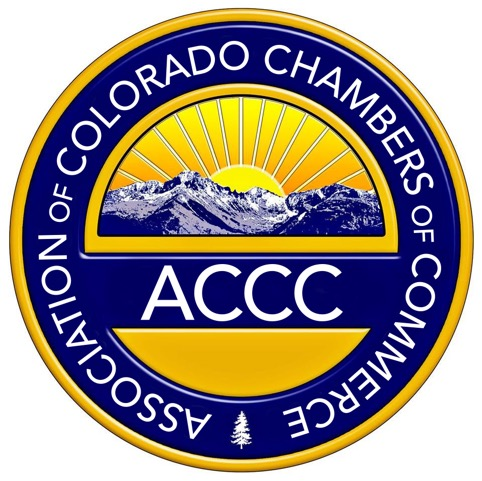 ASSOCIATION OF COLORADO CHAMBERS OF COMMERCE
ACCC